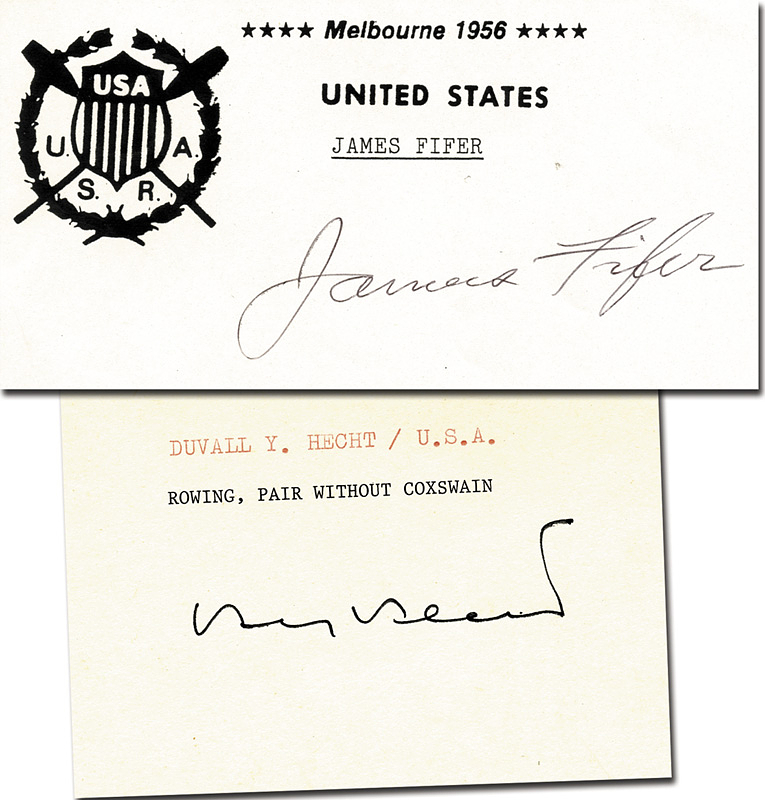 ★★★★ Melbourne 1956 ★★★★
USA
UNITED STATES
JAMES FIFER
U. A.
S. R.
James Fifer
DUVALL Y. HECHT / U.S.A.
ROWING, PAIR WITHOUT COXSWAIN